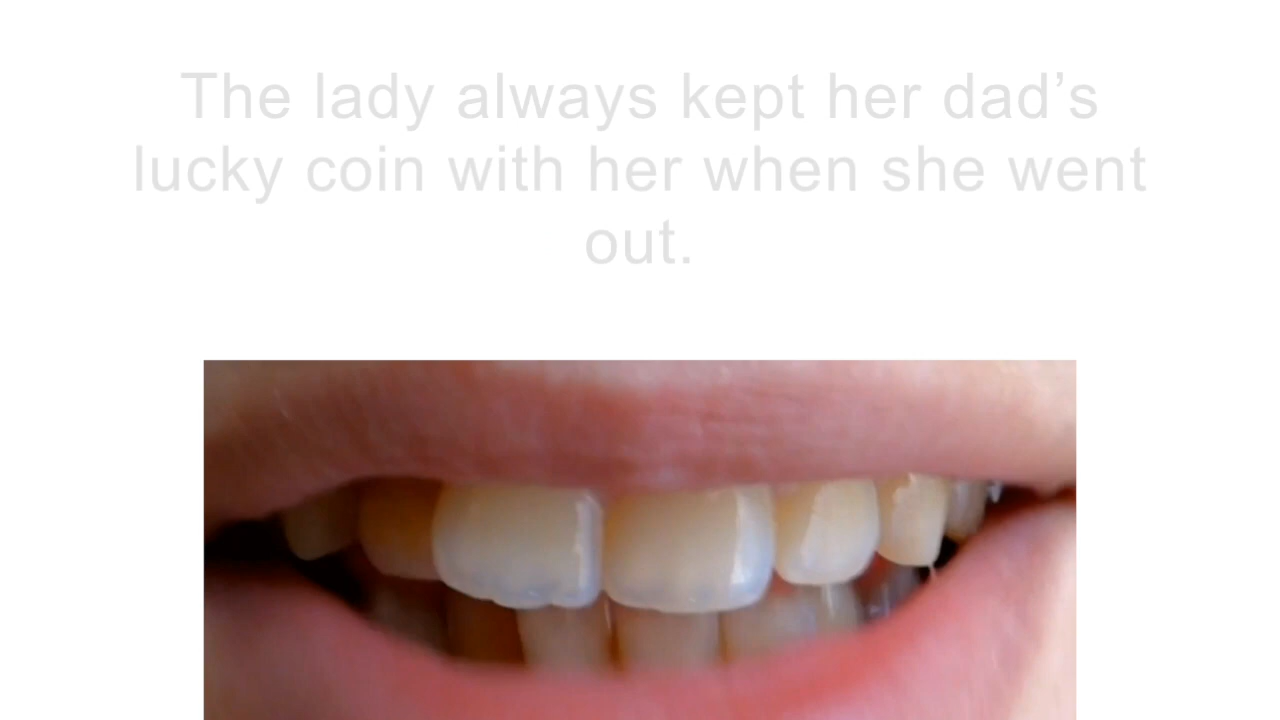 The lady always kept her dad’s
lucky coin with her when she went
out.